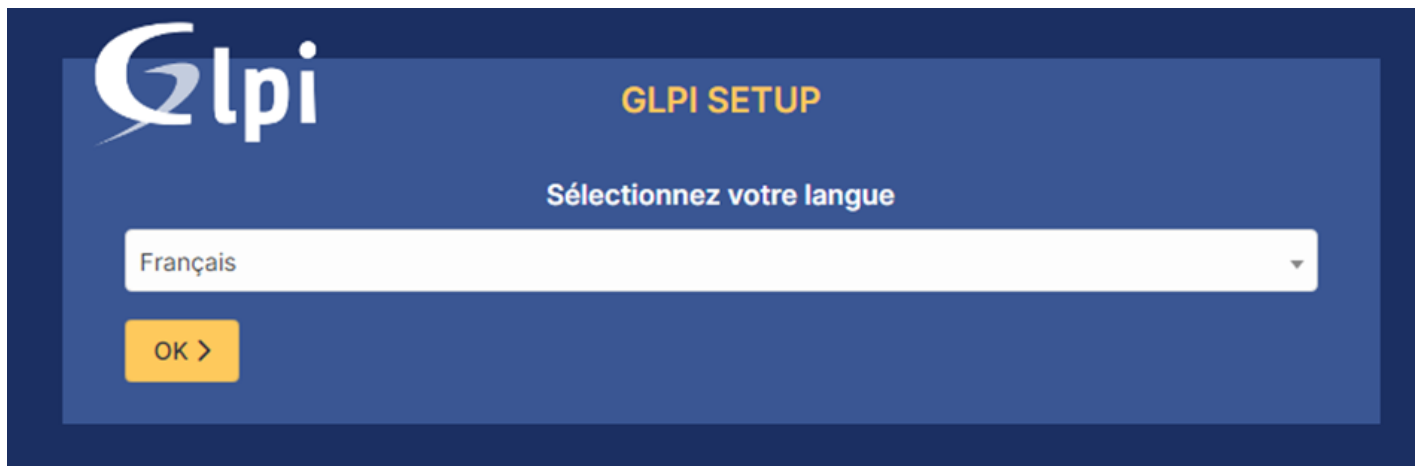 Glpi
GLPI SETUP
Sélectionnez votre langue
Français
OK >